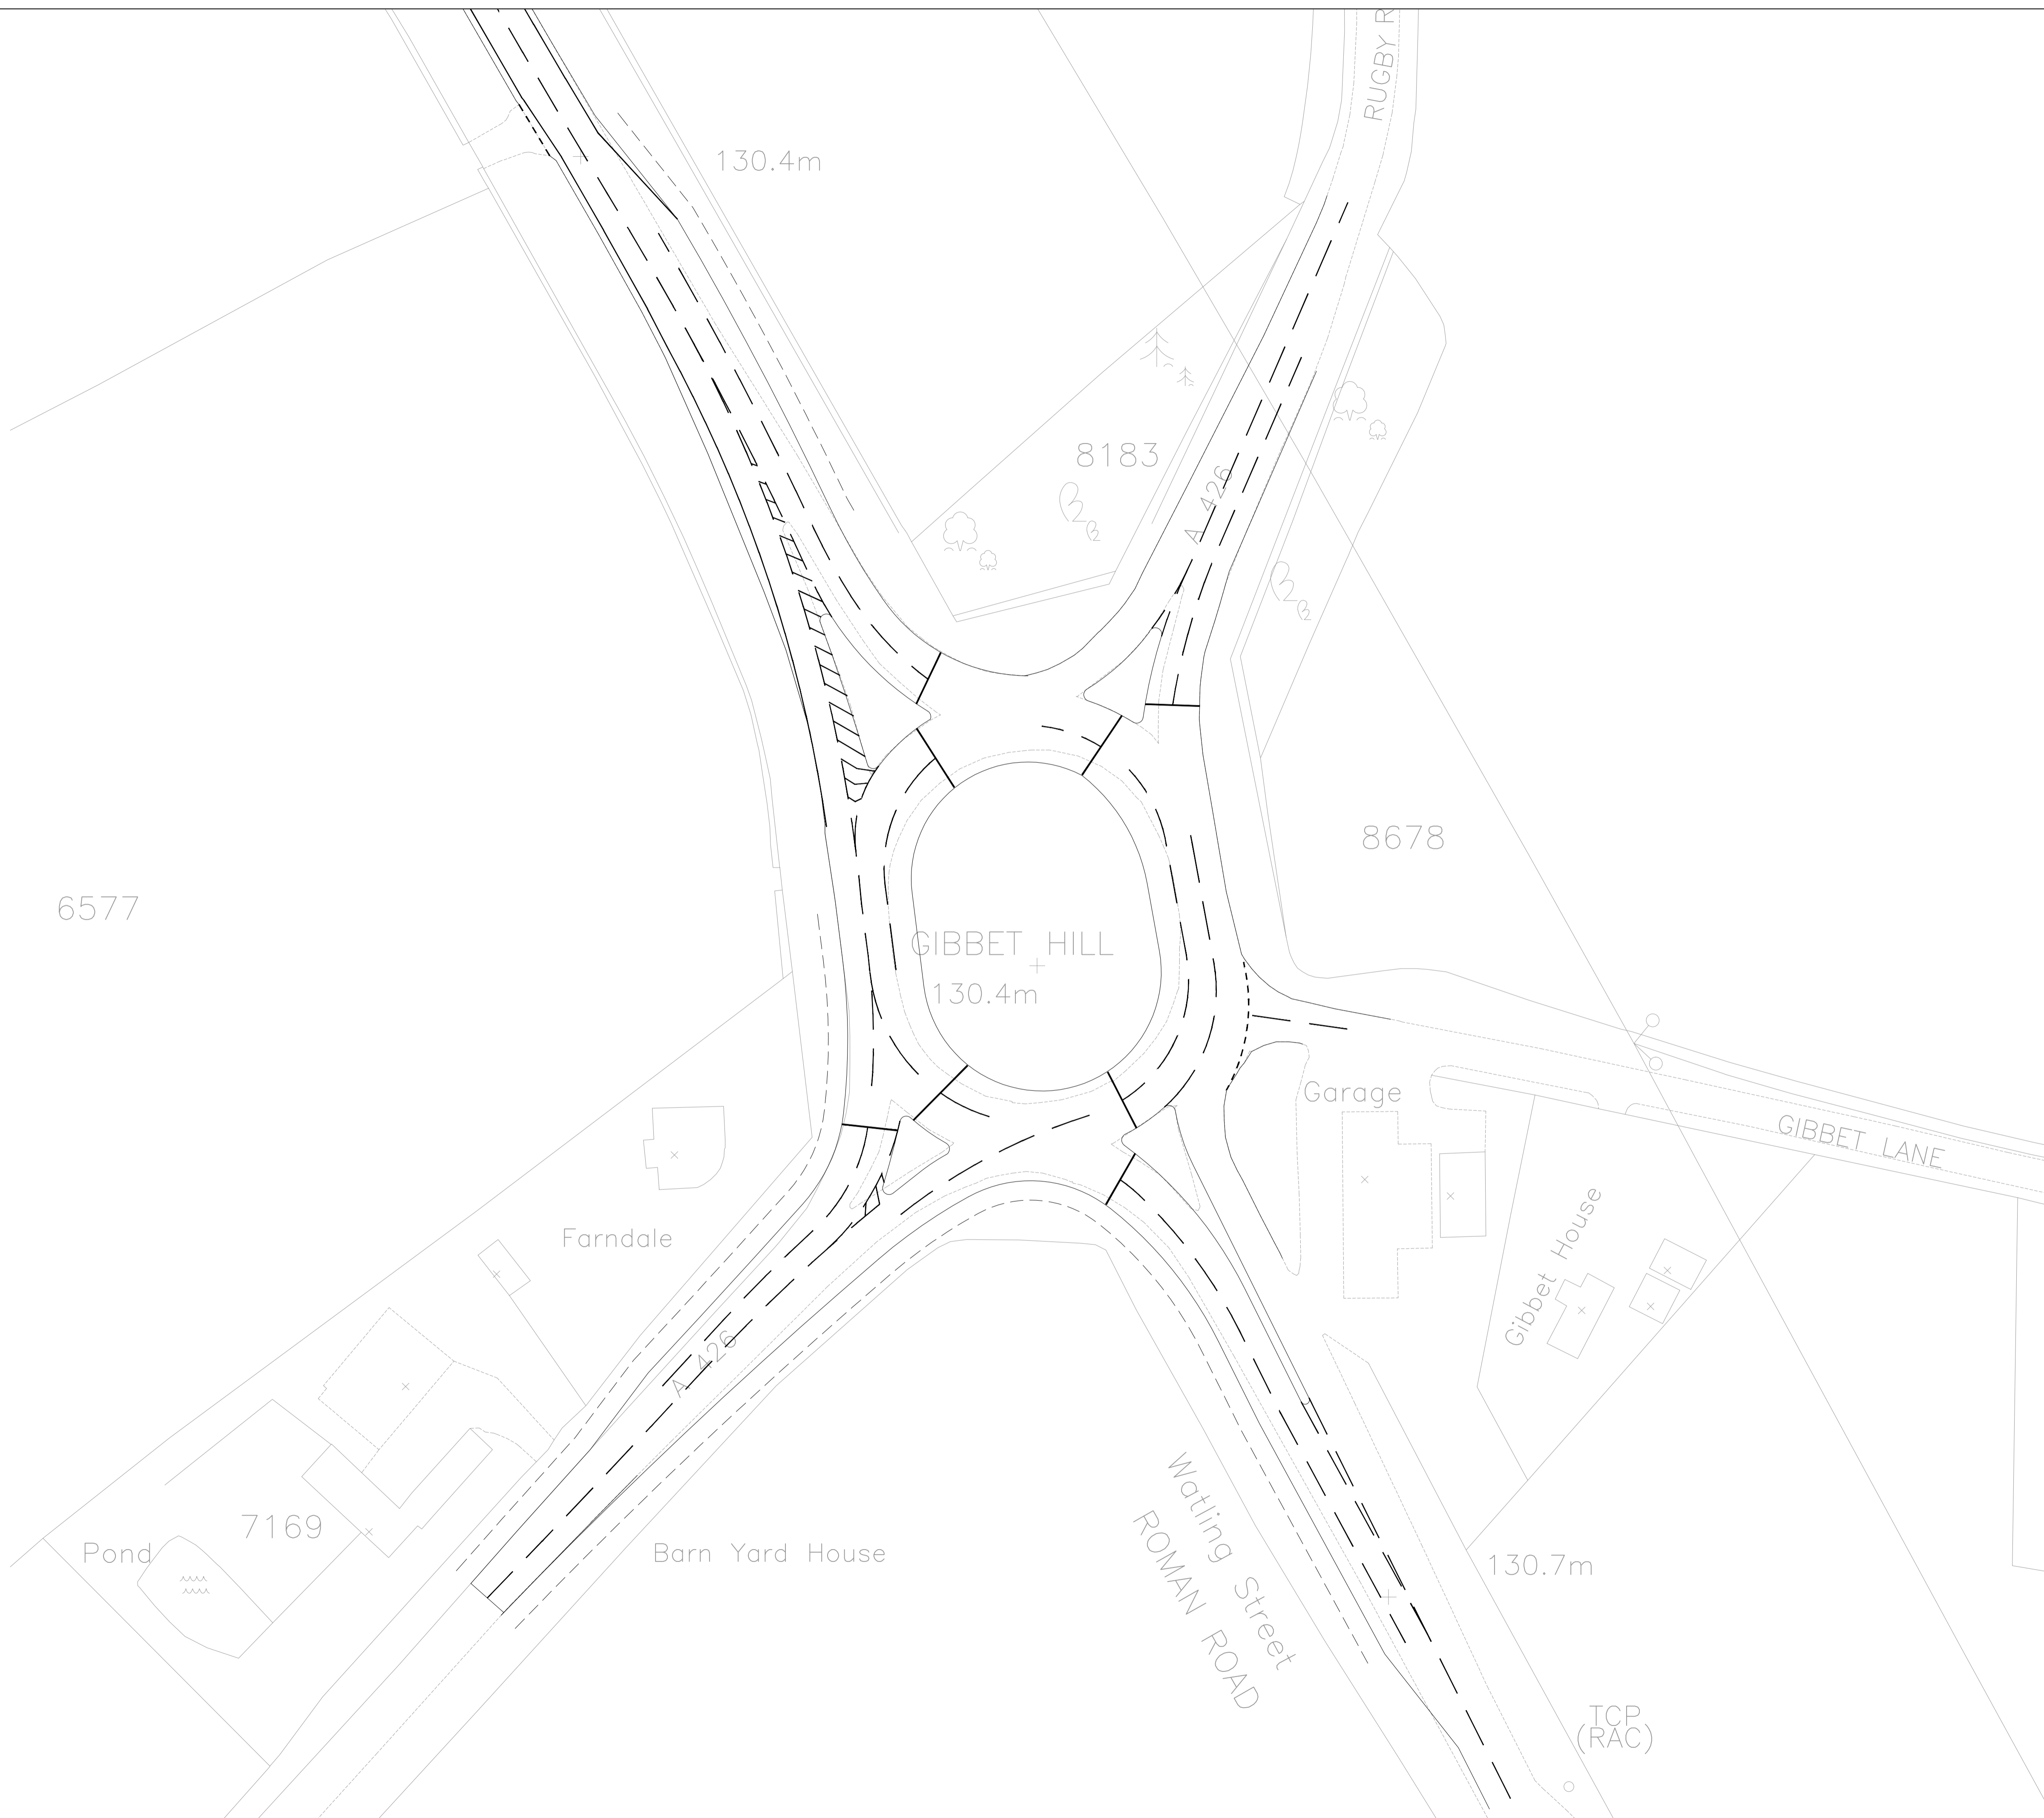 RUGBY R
130.4m
8183
A 426
8678
6577
GIBBET HILL
130.4m
Garage
GIBBET LANE
Gibbet House
Farndale
A 426
7169
Pond
Barn Yard House
Watling Street
ROMAN ROAD
130.7m
TCP
(RAC)